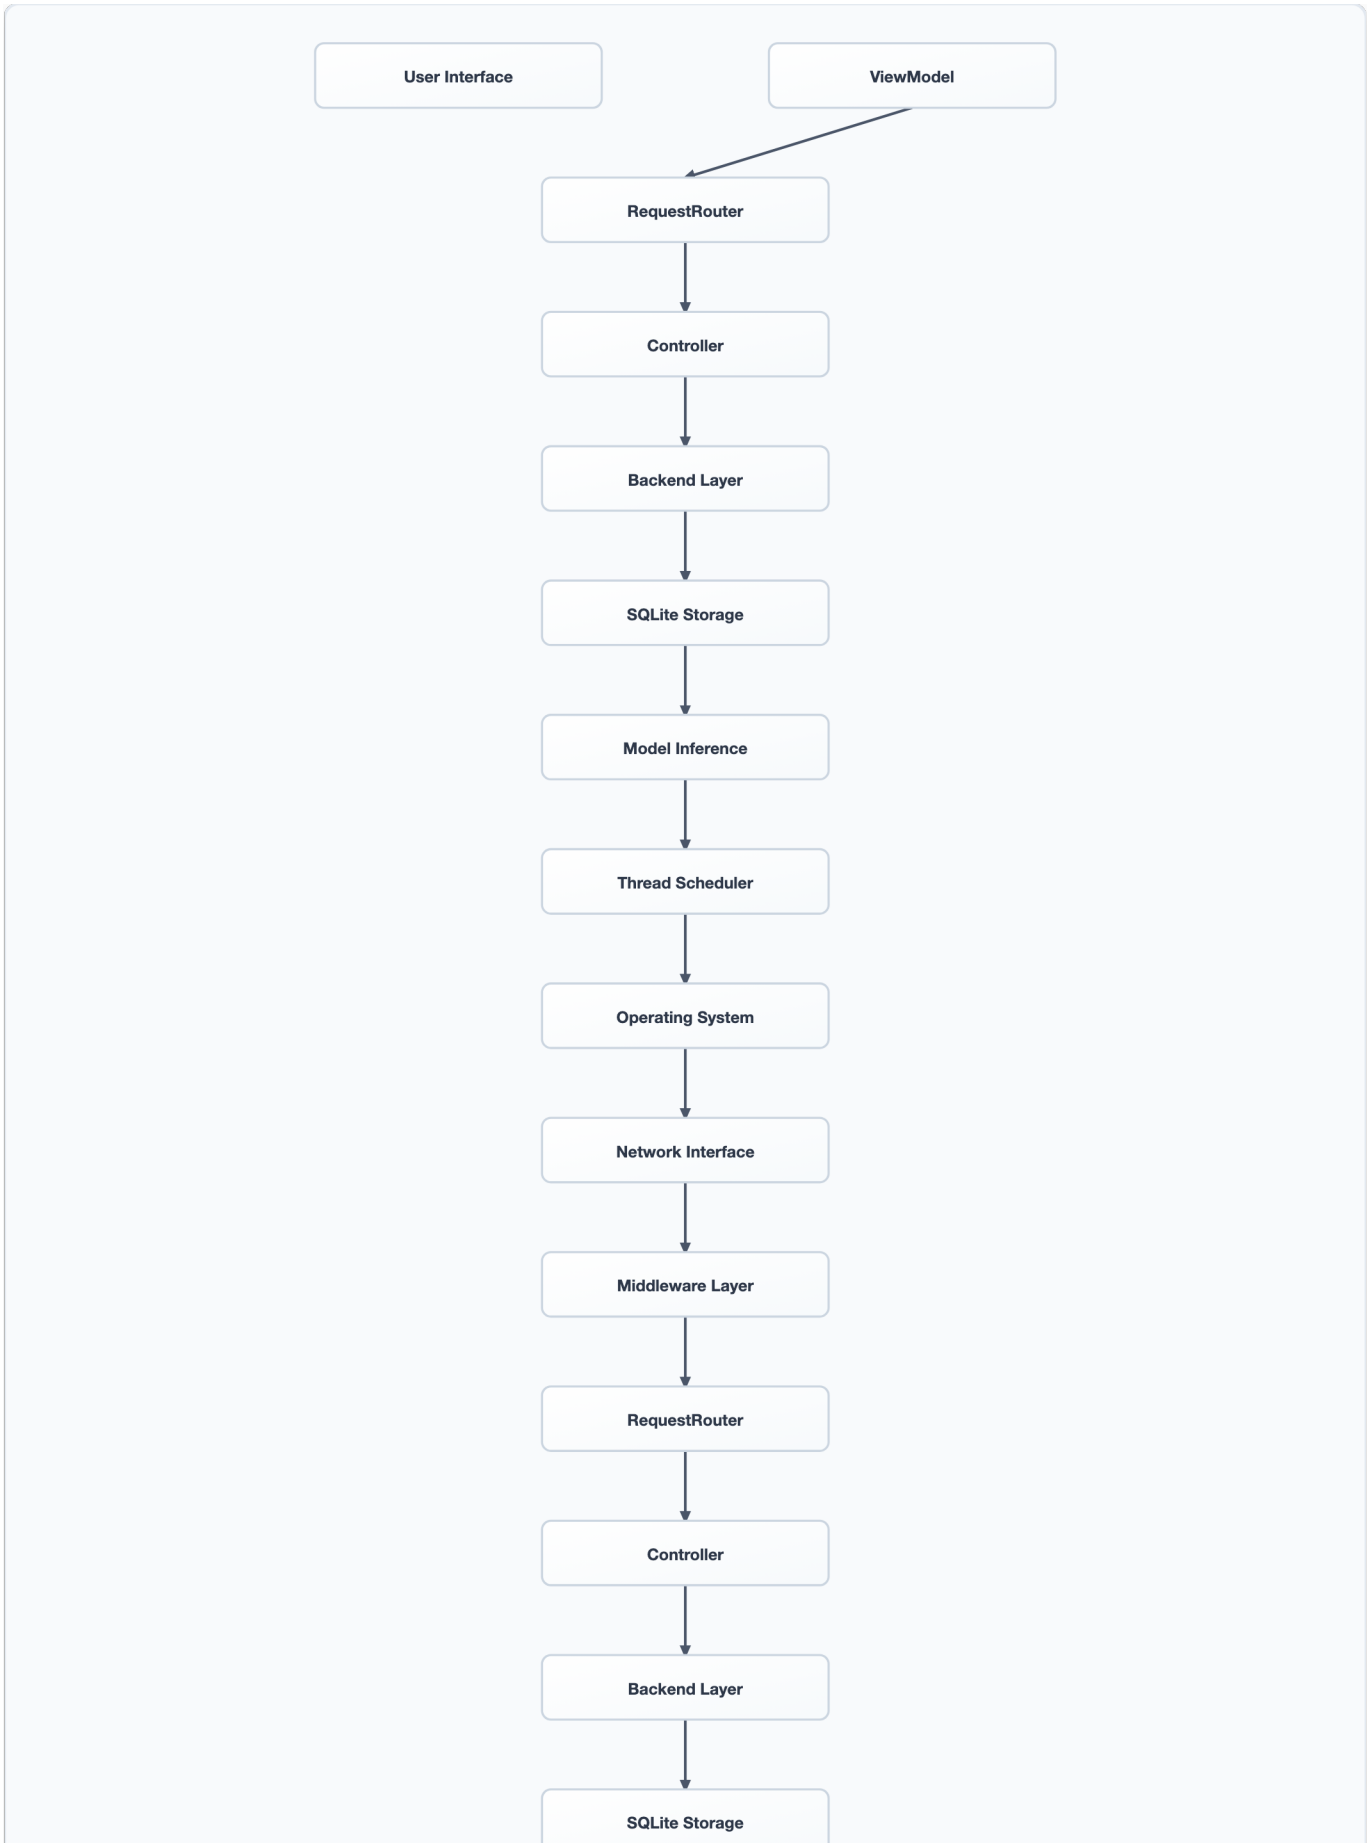 User Interface
ViewModel
RequestRouter
Controller
Backend Layer
SQLite Storage
Model Inference
Thread Scheduler
Operating System
Network Interface
Middleware Layer
RequestRouter
Controller
Backend Layer
SQLite Storage